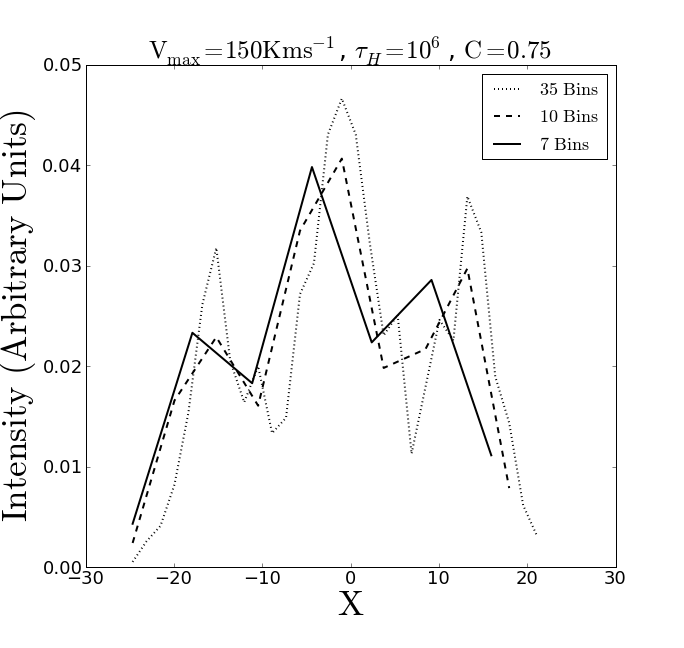 V_max = 150Kms^−1, τ_H = 10^6, C = 0.75
35 Bins
10 Bins
7 Bins
Intensity (Arbitrary Units)
0.05
0.04
0.03
0.02
0.01
0.00
−30 −20 −10 0 10 20 30
X